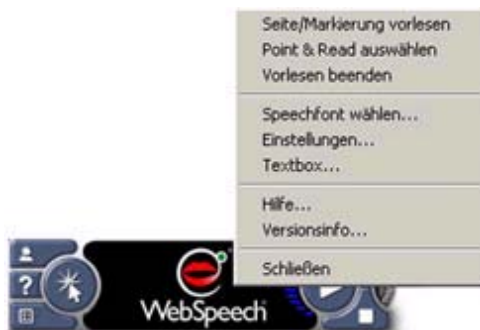 Seite/Markierung vorlesen
Point & Read auswählen
Vorlesen beenden
Speechfont wählen...
Einstellungen...
Textbox...
Hilfe...
Versionsinfo...
Schließen
?
WebSpeech